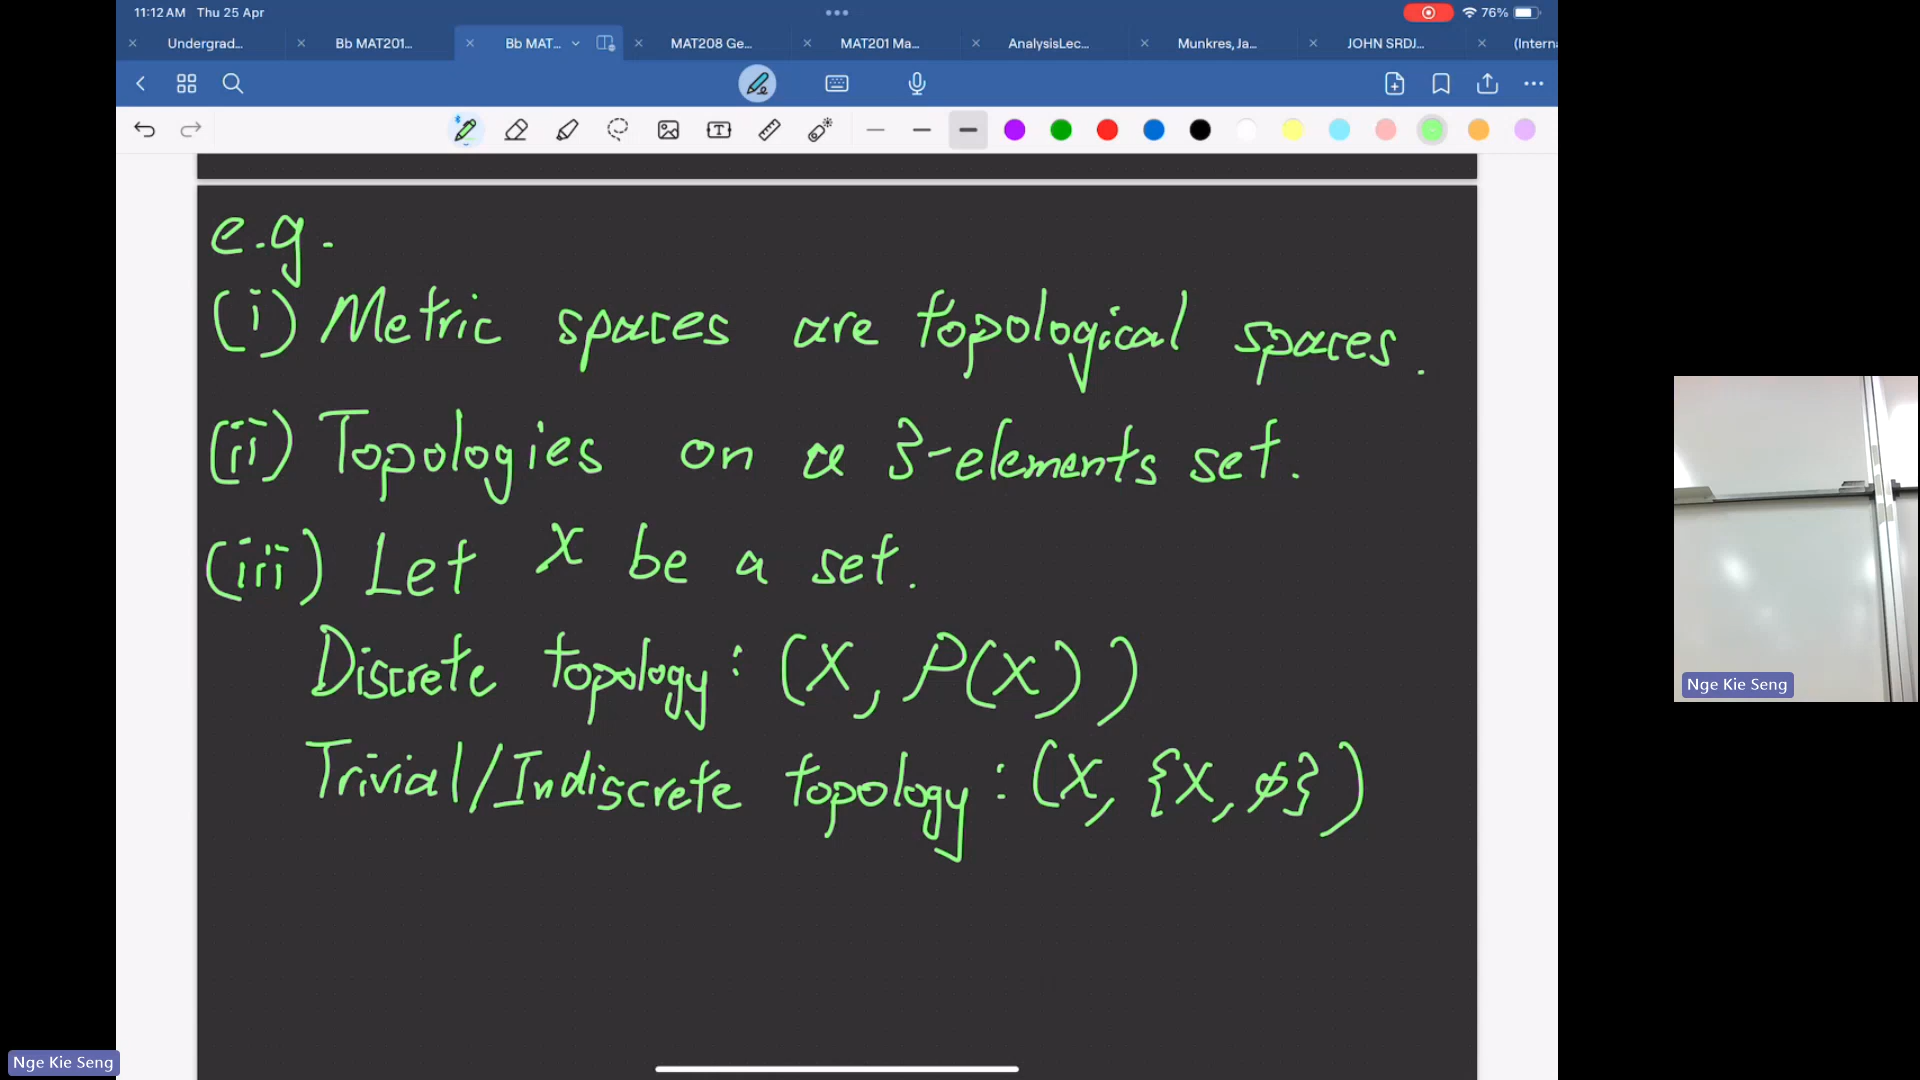 11:12 AM Thu 25 Apr
76%
Undergrad...
Bb MAT201...
Bb MAT...
MAT208 Ge...
MAT201 Ma...
AnalysisLec...
Munkres, Ja...
JOHN SRDJ...
(Intern
e.g.
(i) Metric spaces are topological spaces.
(ii) Topologies on a 3-elements set.
(iii) Let X be a set.
Discrete topology: (X, P(X))
Trivial/Indiscrete topology: (X, {X, ϕ})
Nge Kie Seng
Nge Kie Seng